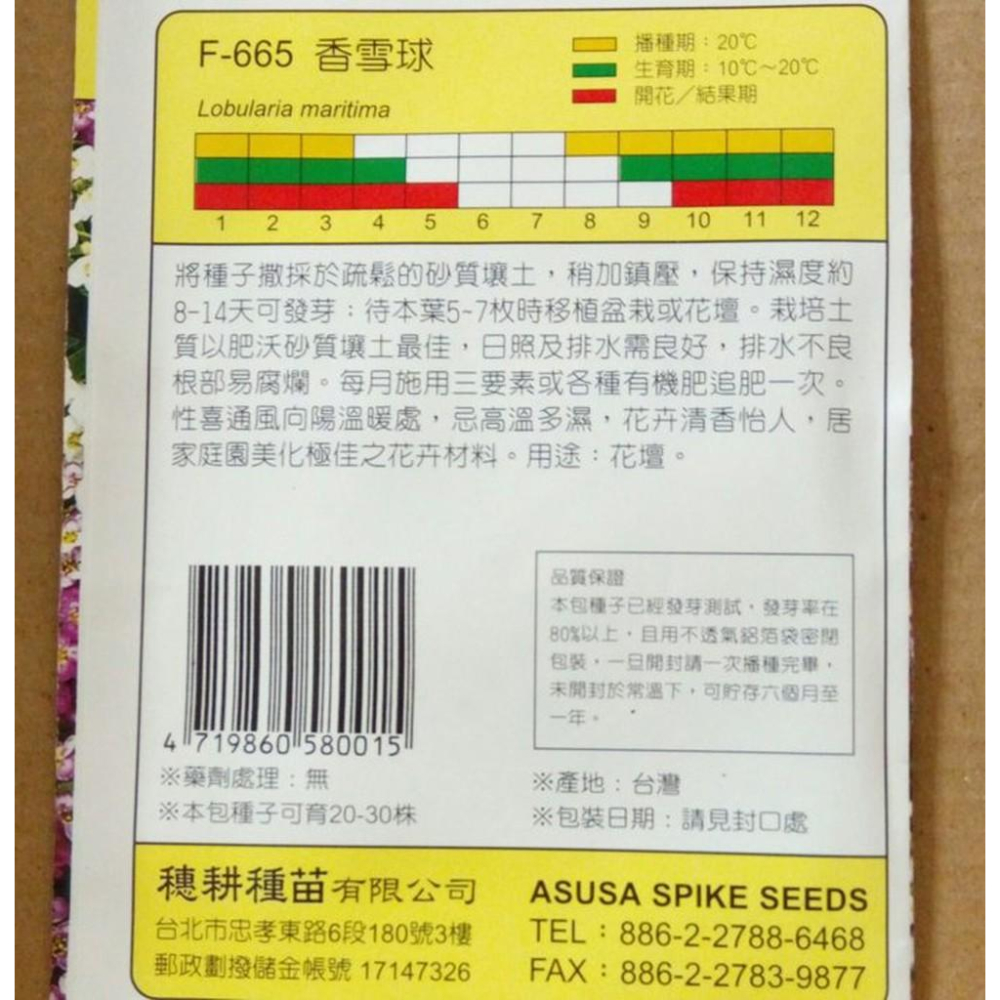 F-665 香雪球
Lobularia maritima
播種期：20℃
生育期：10℃～20℃
開花／結果期
1 2 3 4 5 6 7 8 9 10 11 12
將種子撒採於疏鬆的砂質壤土，稍加鎮壓，保持濕度約
8-14天可發芽：待本葉5~7枚時移植盆栽或花壇。栽培土
質以肥沃砂質壤土最佳，日照及排水需良好，排水不良
根部易腐爛。每月施用三要素或各種有機肥追肥一次。
性喜通風向陽溫暖處，忌高溫多濕，花卉清香怡人，居
家庭園美化極佳之花卉材料。用途：花壇。
4 719860 580015
※藥劑處理：無
※本包種子可育20-30株
品質保證
本包種子已經發芽測試，發芽率在
80%以上，且用不透氣鋁箔袋密閉
包裝，一旦開封請一次播種完畢，
未開封於常溫下，可貯存六個月至
一年。
※產地：台灣
※包裝日期：請見封口處
穗耕種苗有限公司
台北市忠孝東路6段180號3樓
郵政劃撥儲金帳號 17147326
ASUSA SPIKE SEEDS
TEL：886-2-2788-6468
FAX：886-2-2783-9877